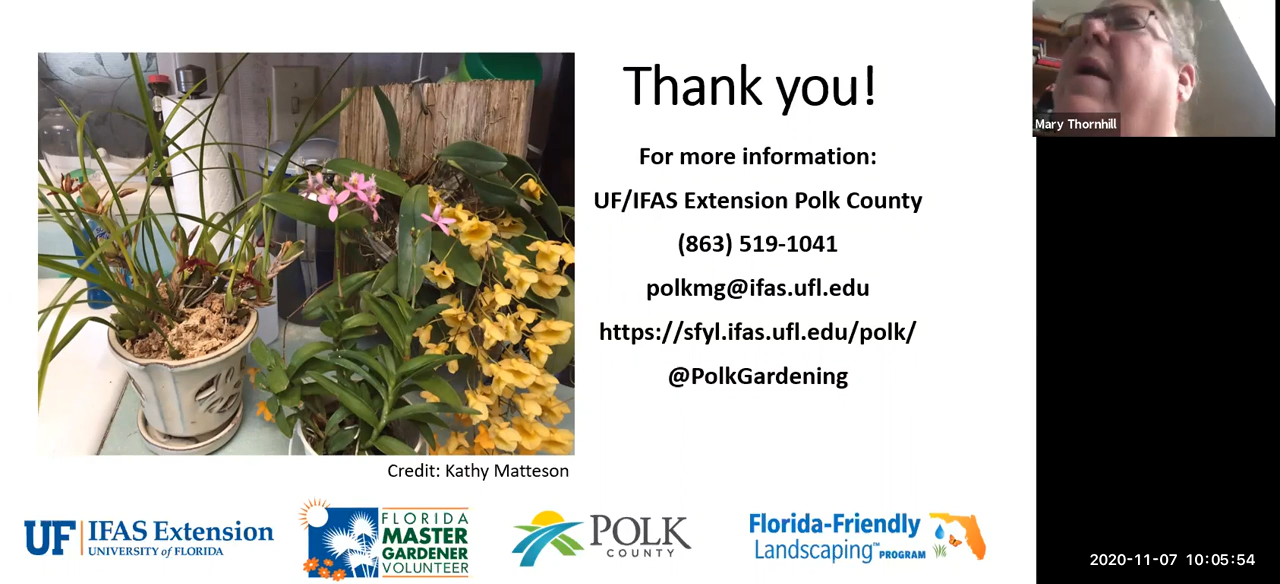 Thank you!
For more information:
UF/IFAS Extension Polk County
(863) 519-1041
polkmg@ifas.ufl.edu
https://sfyl.ifas.ufl.edu/polk/
@PolkGardening
Credit: Kathy Matteson
Mary Thornhill
UF IFAS Extension
UNIVERSITY of FLORIDA
FLORIDA
MASTER
GARDENER
VOLUNTEER
POLK
COUNTY
Florida-Friendly
Landscaping™ PROGRAM
2020-11-07 10:05:54